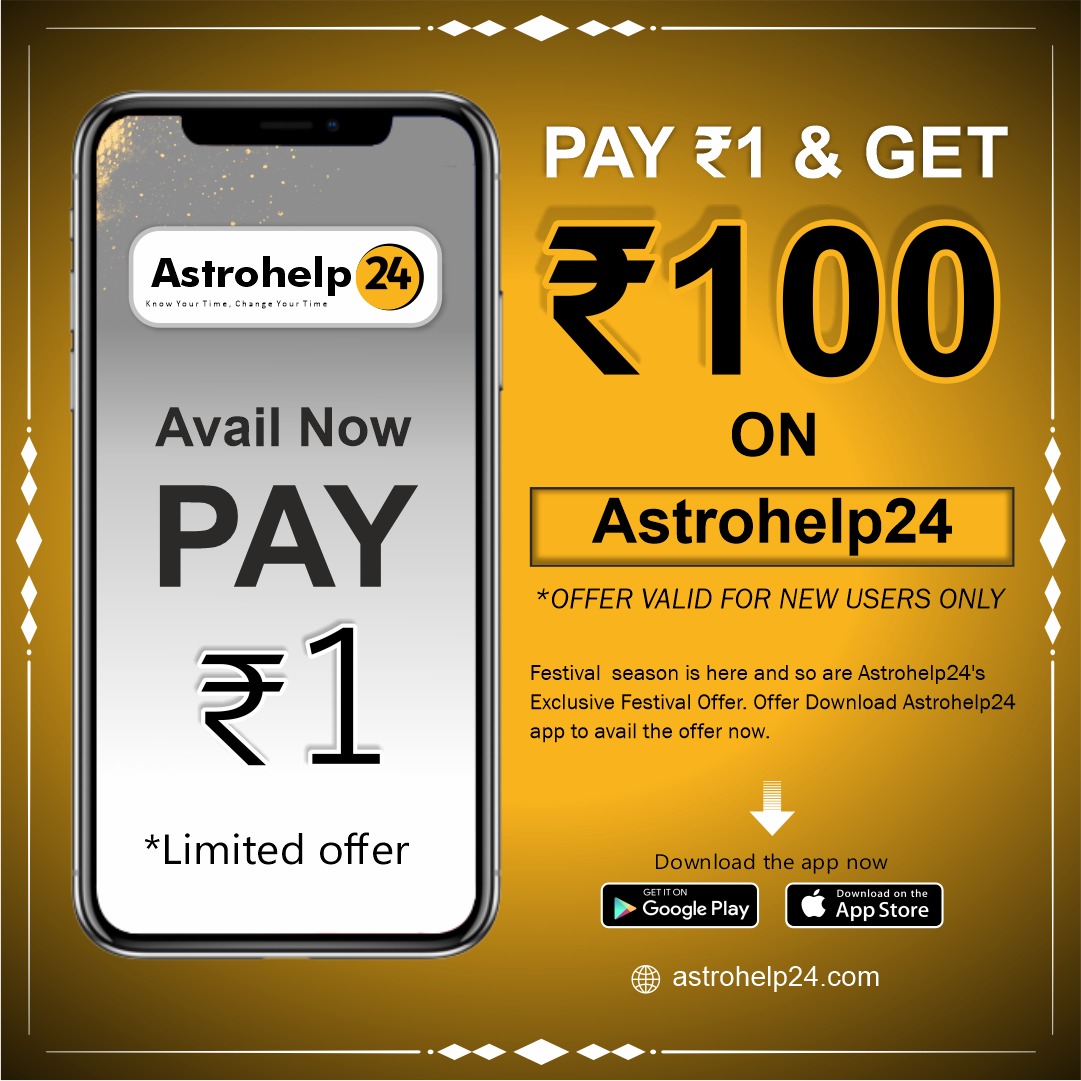 Astrohelp 24
Know Your Time, Change Your Time
Avail Now
PAY
₹1
*Limited offer
PAY ₹1 & GET
₹100
ON
Astrohelp24
*OFFER VALID FOR NEW USERS ONLY
Festival season is here and so are Astrohelp24's
Exclusive Festival Offer. Offer Download Astrohelp24
app to avail the offer now.
Download the app now
GET IT ON
Google Play
Download on the
App Store
astrohelp24.com